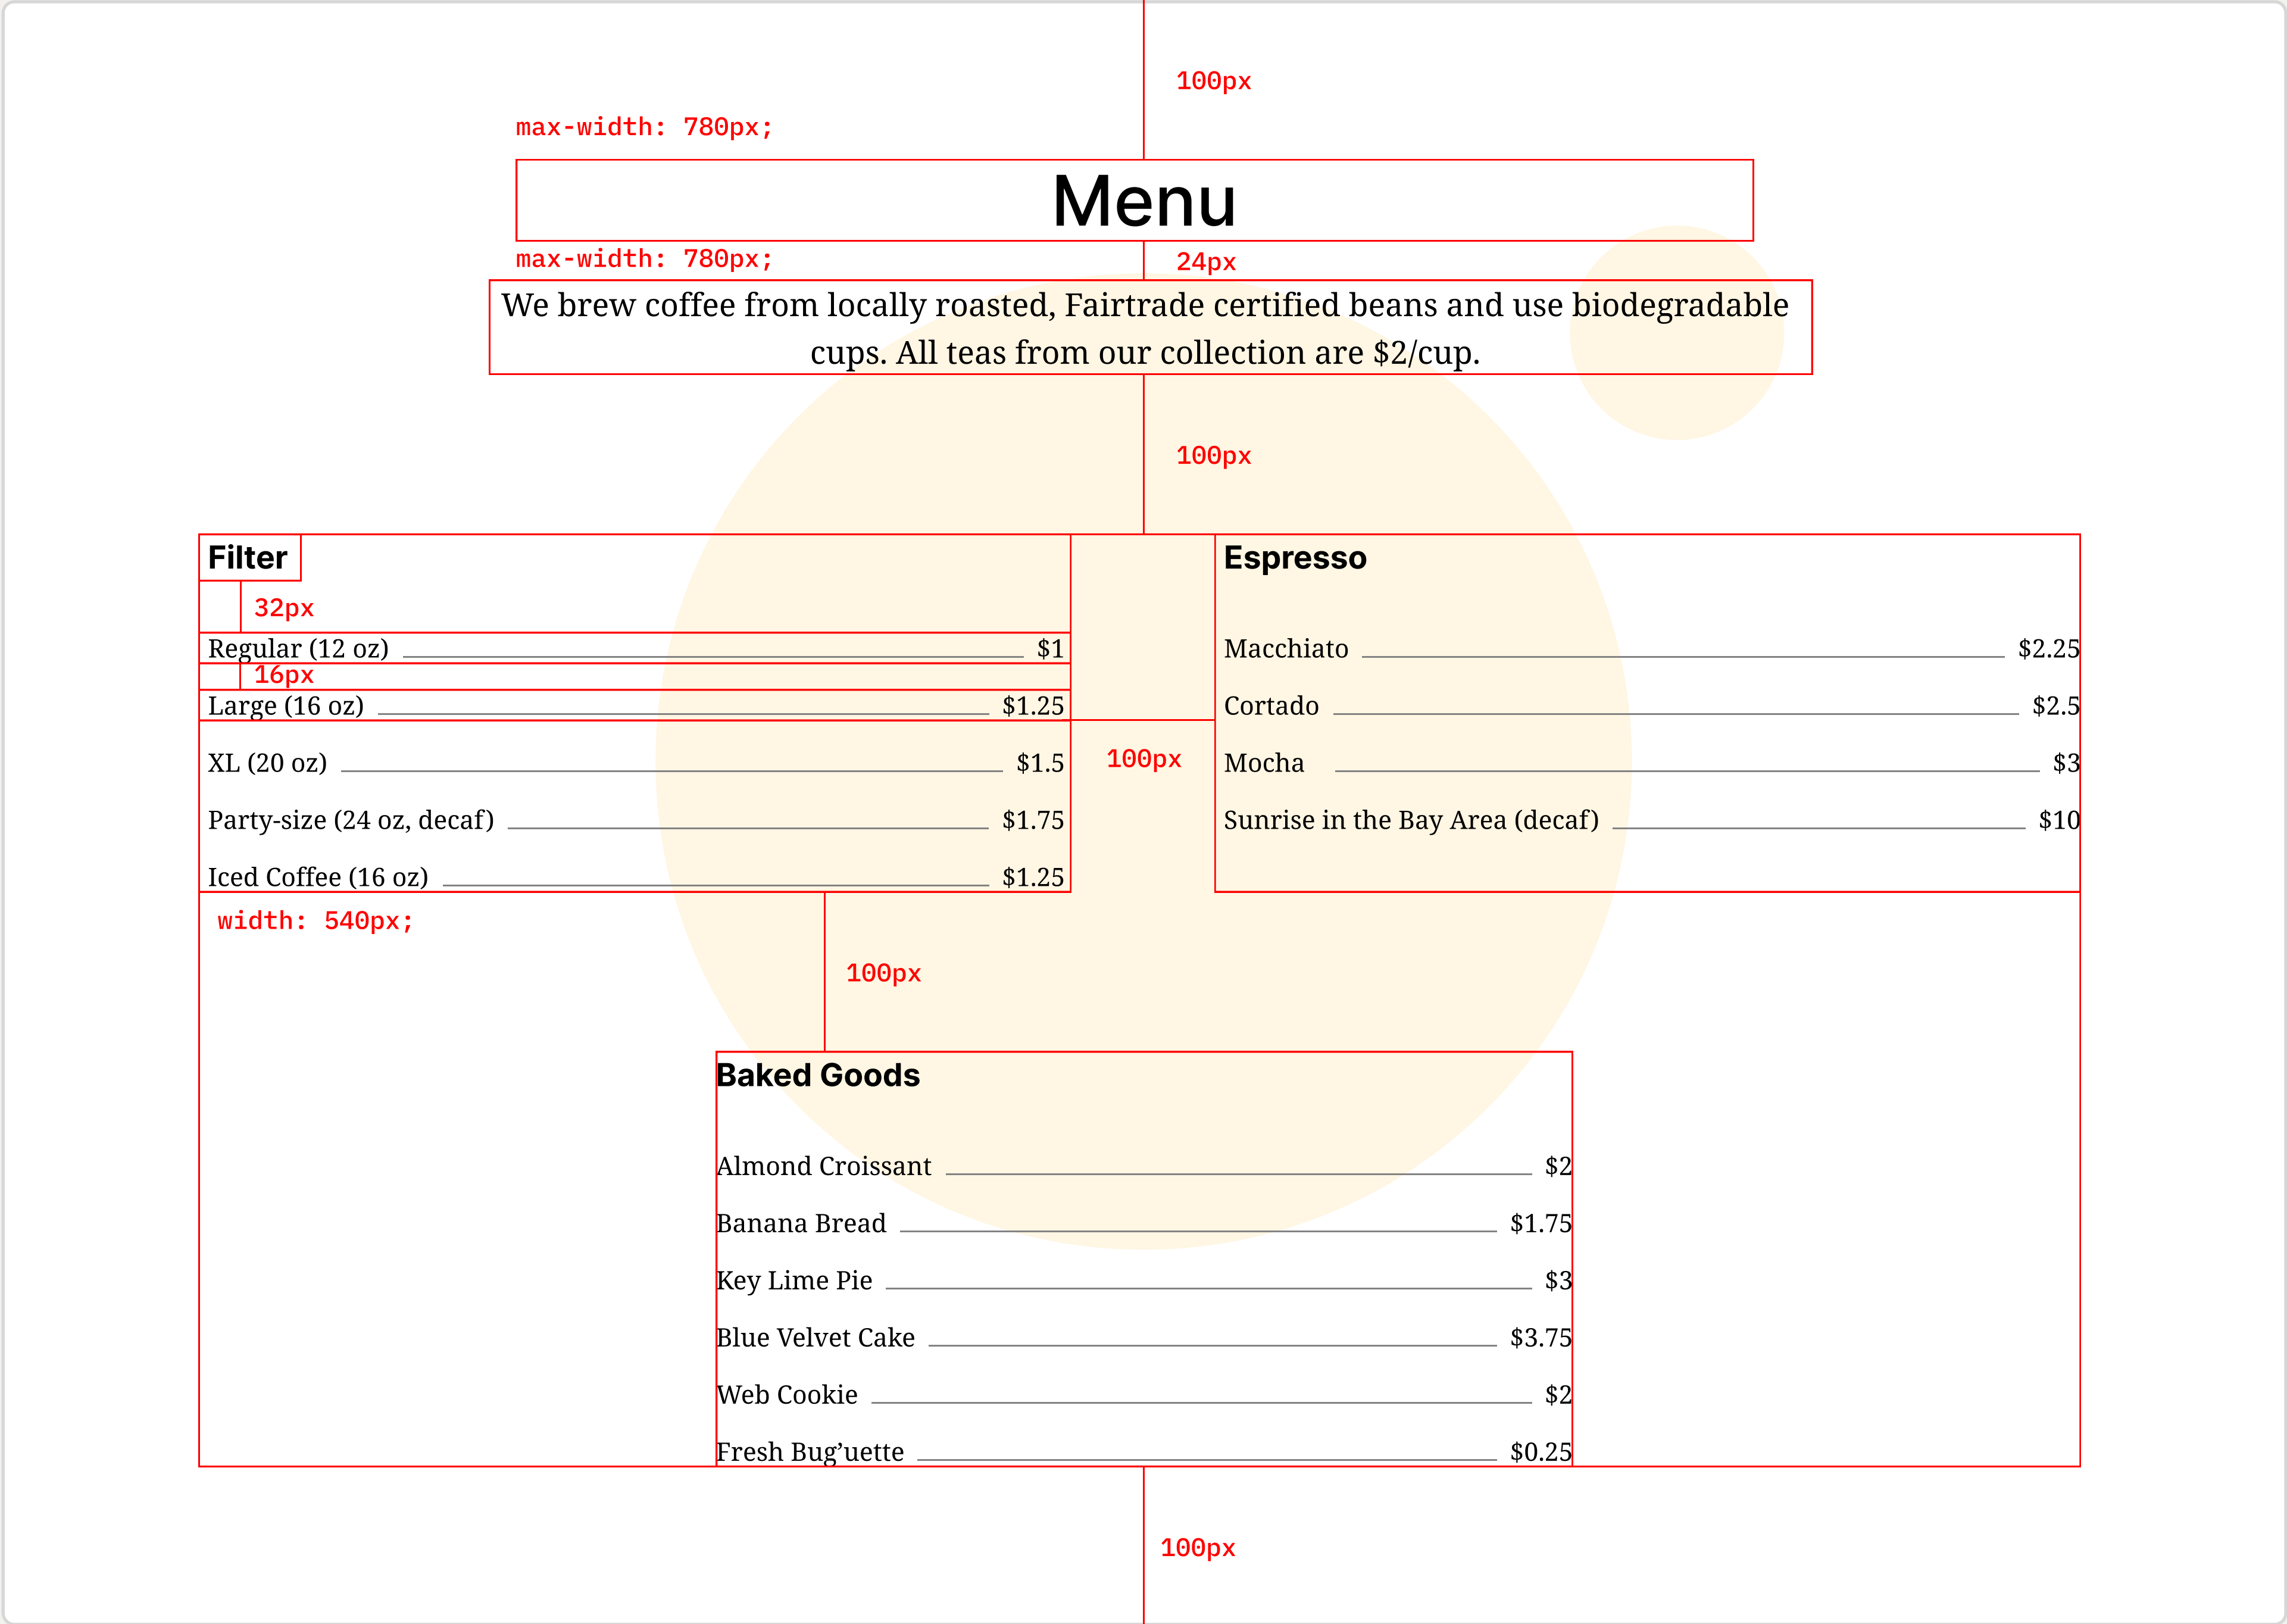 100px
max-width: 780px;
Menu
max-width: 780px;
24px
We brew coffee from locally roasted, Fairtrade certified beans and use biodegradable
cups. All teas from our collection are $2/cup.
100px
Filter
32px
Regular (12 oz) $1
16px
Large (16 oz) $1.25
XL (20 oz) $1.5
Party-size (24 oz, decaf) $1.75
Iced Coffee (16 oz) $1.25
width: 540px;
100px
Espresso
Macchiato $2.25
Cortado $2.5
Mocha $3
Sunrise in the Bay Area (decaf) $10
100px
Baked Goods
Almond Croissant $2
Banana Bread $1.75
Key Lime Pie $3
Blue Velvet Cake $3.75
Web Cookie $2
Fresh Bug’uette $0.25
100px